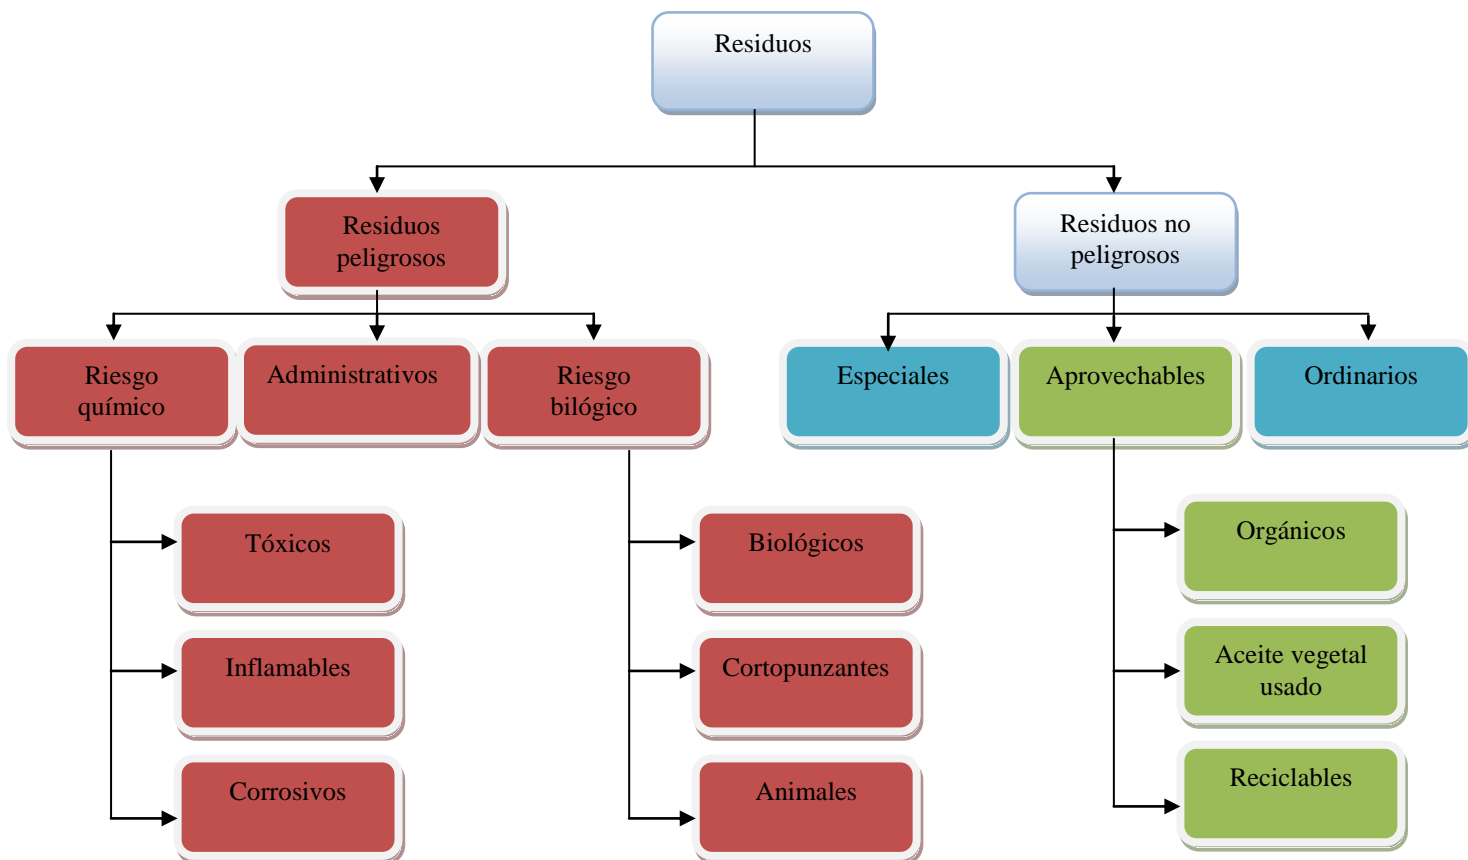 Residuos
Residuos
peligrosos
Residuos no
peligrosos
Riesgo
químico
Administrativos
Riesgo
bilógico
Especiales
Aprovechables
Ordinarios
Tóxicos
Inflamables
Corrosivos
Biológicos
Cortopunzantes
Animales
Orgánicos
Aceite vegetal
usado
Reciclables